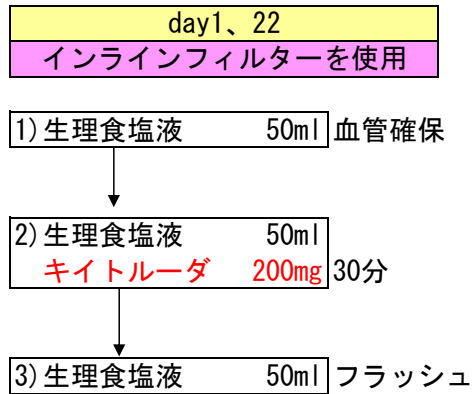 day1、22
インラインフィルターを使用
1)生理食塩液 50ml 血管確保
2)生理食塩液 50ml
キイトルーダ 200mg 30分
3)生理食塩液 50ml フラッシュ